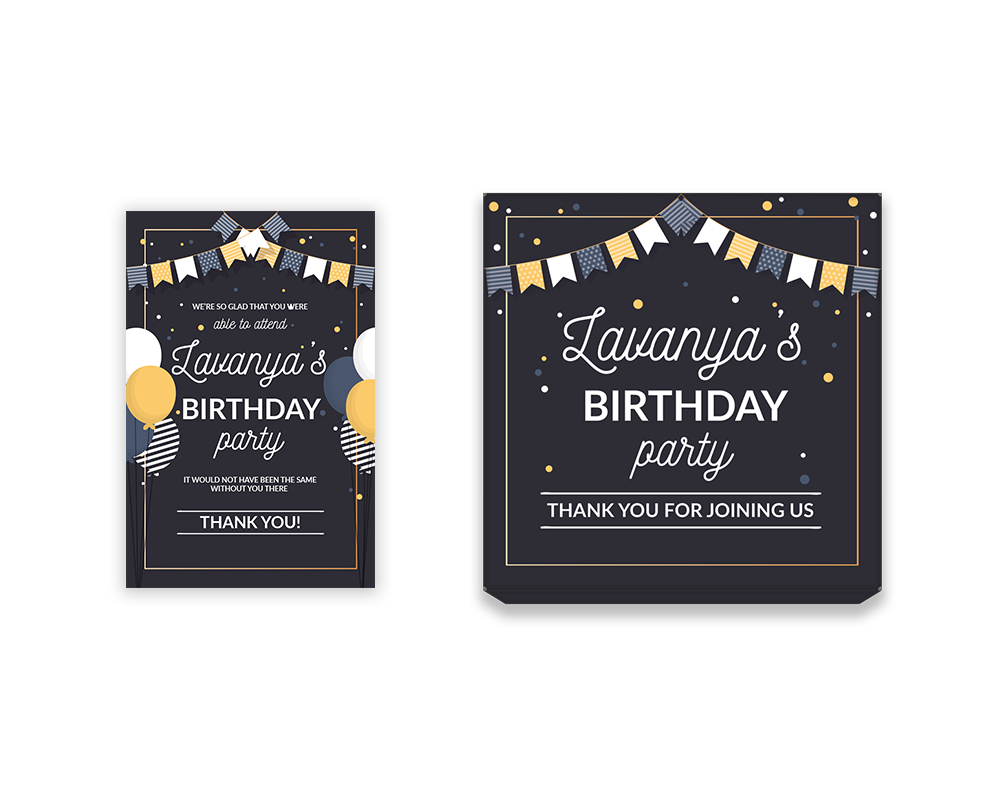 WE'RE SO GLAD THAT YOU WERE
able to attend
Lavanya's
BIRTHDAY
party
IT WOULD NOT HAVE BEEN THE SAME
WITHOUT YOU THERE
THANK YOU!
Lavanya's
BIRTHDAY
party
THANK YOU FOR JOINING US